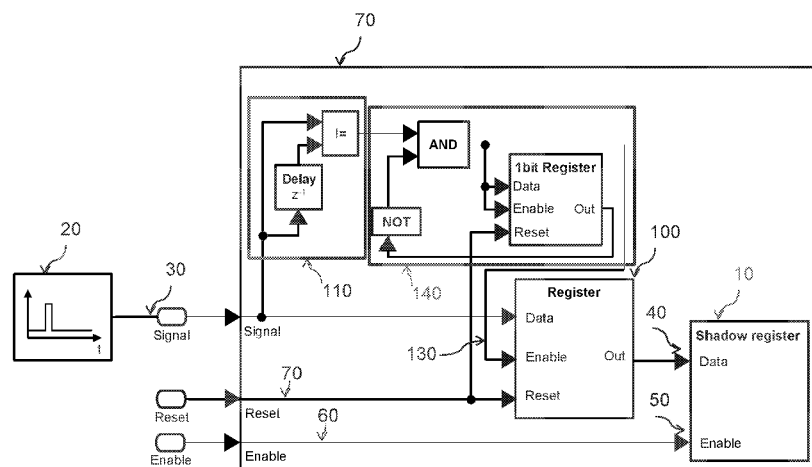 70
!=
AND
Delay
z⁻¹
1bit Register
Data
Enable
Out
Reset
NOT
20
30
110
140
100
10
Register
Shadow register
t
Signal
Signal
Data
130
Enable
Out
40
Data
70
Reset
Reset
Reset
60
50
Enable
Enable
Enable